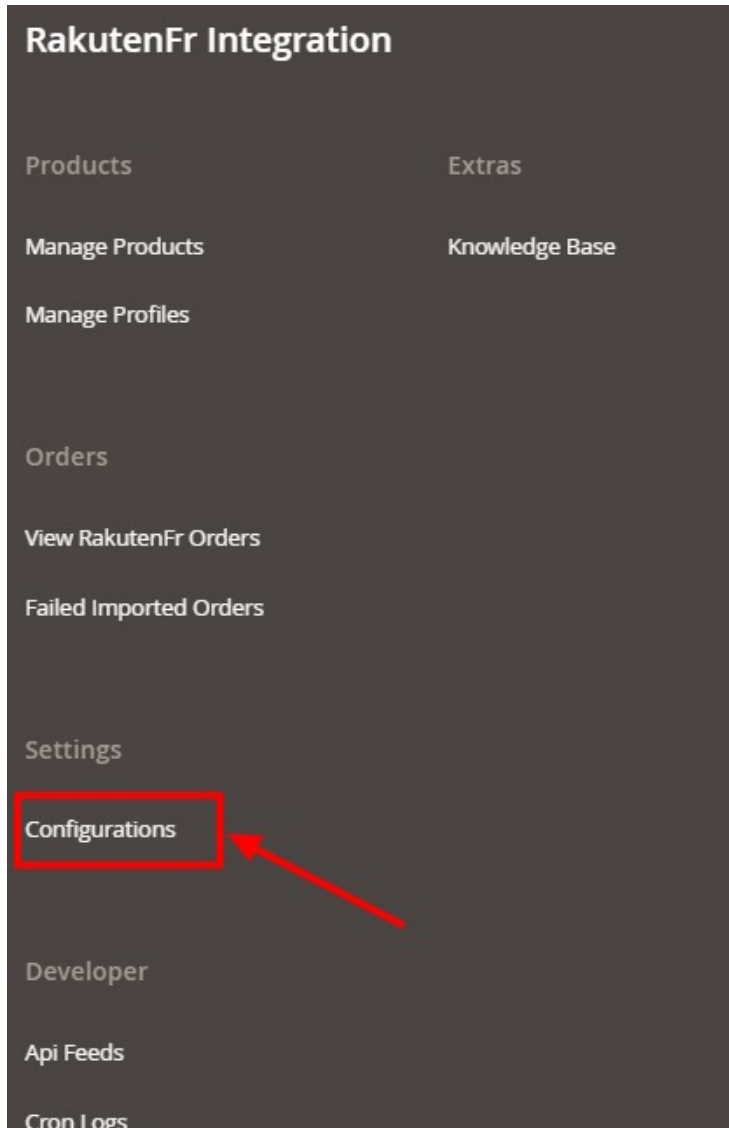 RakutenFr Integration
Products
Manage Products
Manage Profiles
Orders
View RakutenFr Orders
Failed Imported Orders
Settings
Configurations
Developer
Api Feeds
Cron Logs
Extras
Knowledge Base